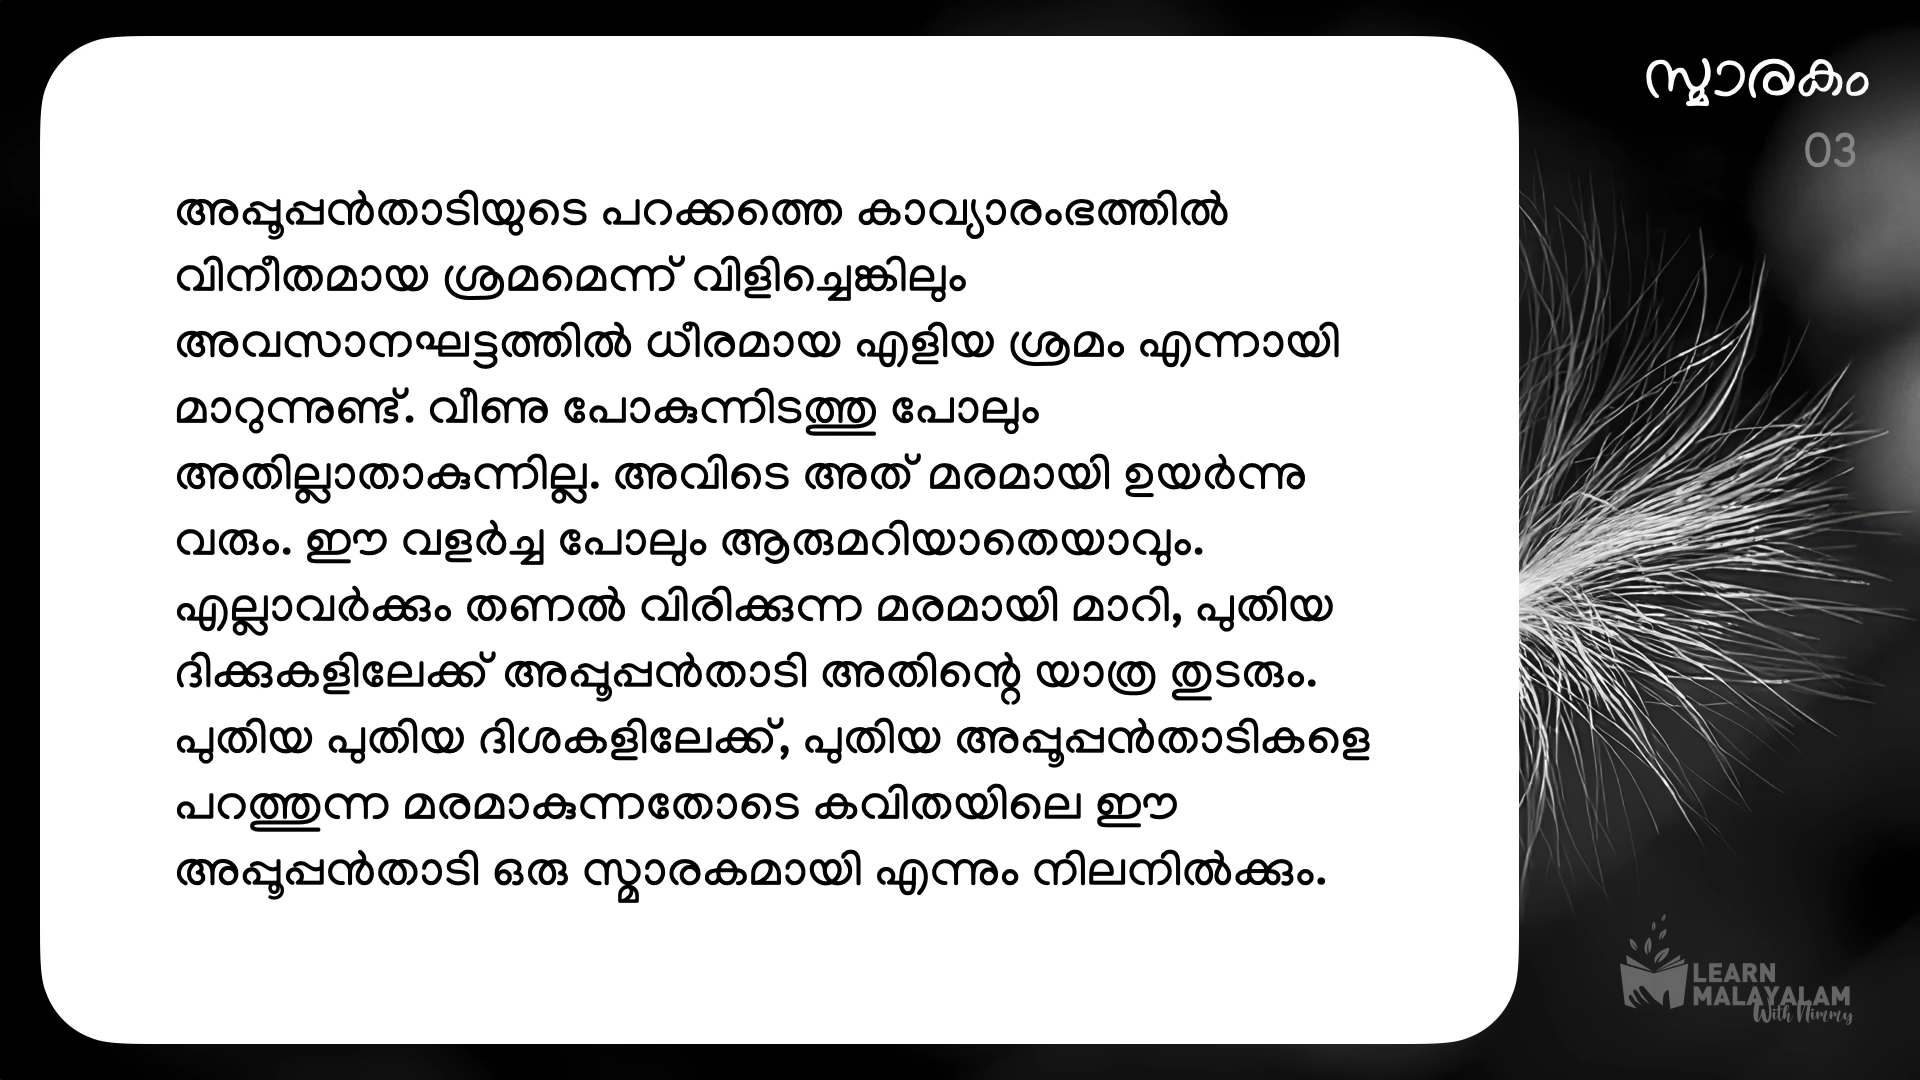 സ്മാരകം
03
അപ്പൂപ്പൻതാടിയുടെ പറക്കത്തെ കാവ്യാരംഭത്തിൽ
വിനീതമായ ശ്രമമെന്ന് വിളിച്ചെങ്കിലും
അവസാനഘട്ടത്തിൽ ധീരമായ എളിയ ശ്രമം എന്നായി
മാറുന്നുണ്ട്. വീണു പോകുന്നിടത്തു പോലും
അതില്ലാതാകുന്നില്ല. അവിടെ അത് മരമായി ഉയർന്നു
വരും. ഈ വളർച്ച പോലും ആരുമറിയാതെയാവും.
എല്ലാവർക്കും തണൽ വിരിക്കുന്ന മരമായി മാറി, പുതിയ
ദിക്കുകളിലേക്ക് അപ്പൂപ്പൻതാടി അതിന്റെ യാത്ര തുടരും.
പുതിയ പുതിയ ദിശകളിലേക്ക്, പുതിയ അപ്പൂപ്പൻതാടികളെ
പറത്തുന്ന മരമാകുന്നതോടെ കവിതയിലെ ഈ
അപ്പൂപ്പൻതാടി ഒരു സ്മാരകമായി എന്നും നിലനിൽക്കും.
LEARN
MALAYALAM
With Nimmy